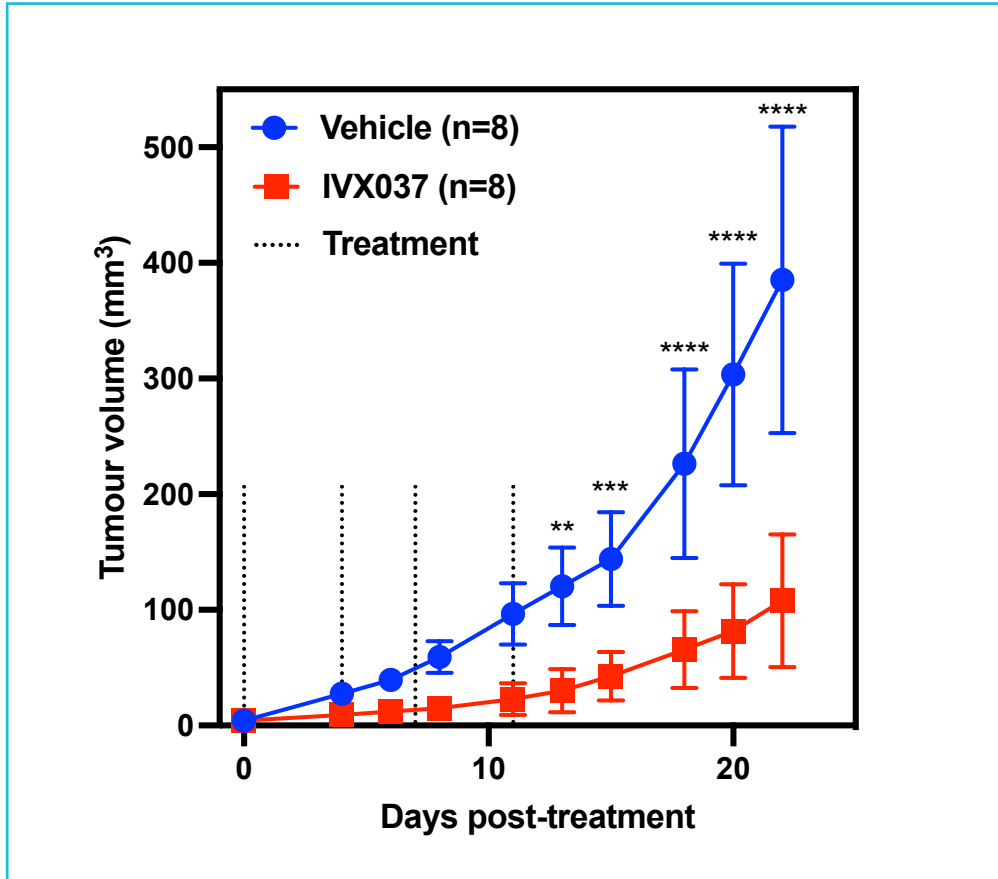 Vehicle (n=8)
IVX037 (n=8)
Treatment
****
****
****
***
**
500
400
300
200
100
0
Tumour volume (mm³)
0 10 20
Days post-treatment